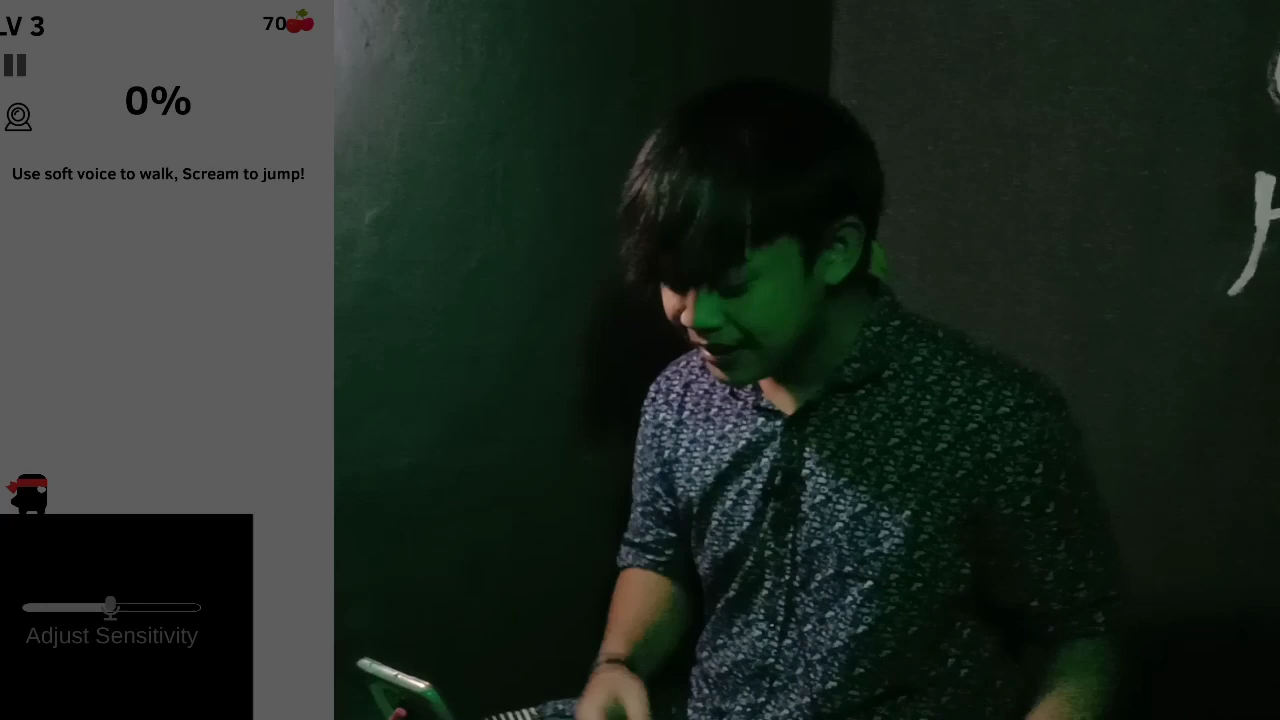 LV 3
70
0%
Use soft voice to walk, Scream to jump!
Adjust Sensitivity